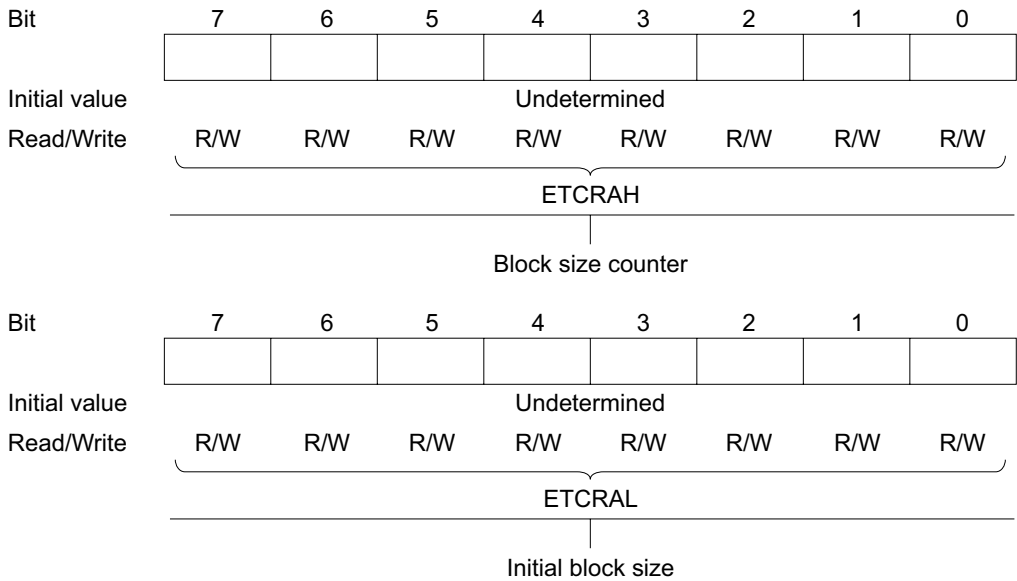 Bit 7 6 5 4 3 2 1 0
Initial value Undetermined
Read/Write R/W R/W R/W R/W R/W R/W R/W R/W
ETCRAH
Block size counter
Bit 7 6 5 4 3 2 1 0
Initial value Undetermined
Read/Write R/W R/W R/W R/W R/W R/W R/W R/W
ETCRAL
Initial block size